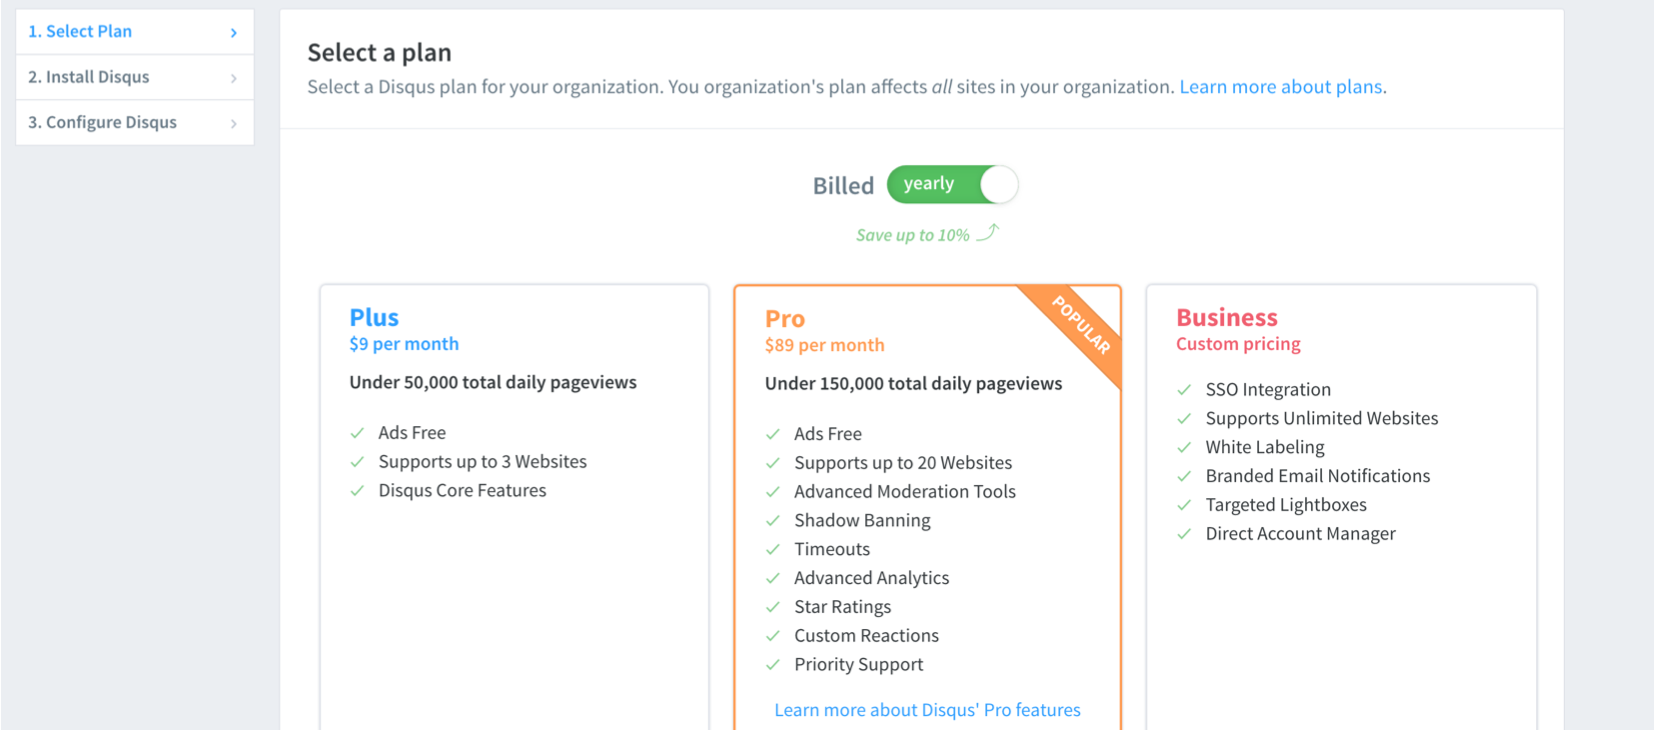 1. Select Plan
2. Install Disqus
3. Configure Disqus
Select a plan
Select a Disqus plan for your organization. You organization's plan affects all sites in your organization. Learn more about plans.
Billed yearly
Save up to 10%
Plus
$9 per month
Under 50,000 total daily pageviews
Ads Free
Supports up to 3 Websites
Disqus Core Features
POPULAR
Pro
$89 per month
Under 150,000 total daily pageviews
Ads Free
Supports up to 20 Websites
Advanced Moderation Tools
Shadow Banning
Timeouts
Advanced Analytics
Star Ratings
Custom Reactions
Priority Support
Learn more about Disqus' Pro features
Business
Custom pricing
SSO Integration
Supports Unlimited Websites
White Labeling
Branded Email Notifications
Targeted Lightboxes
Direct Account Manager